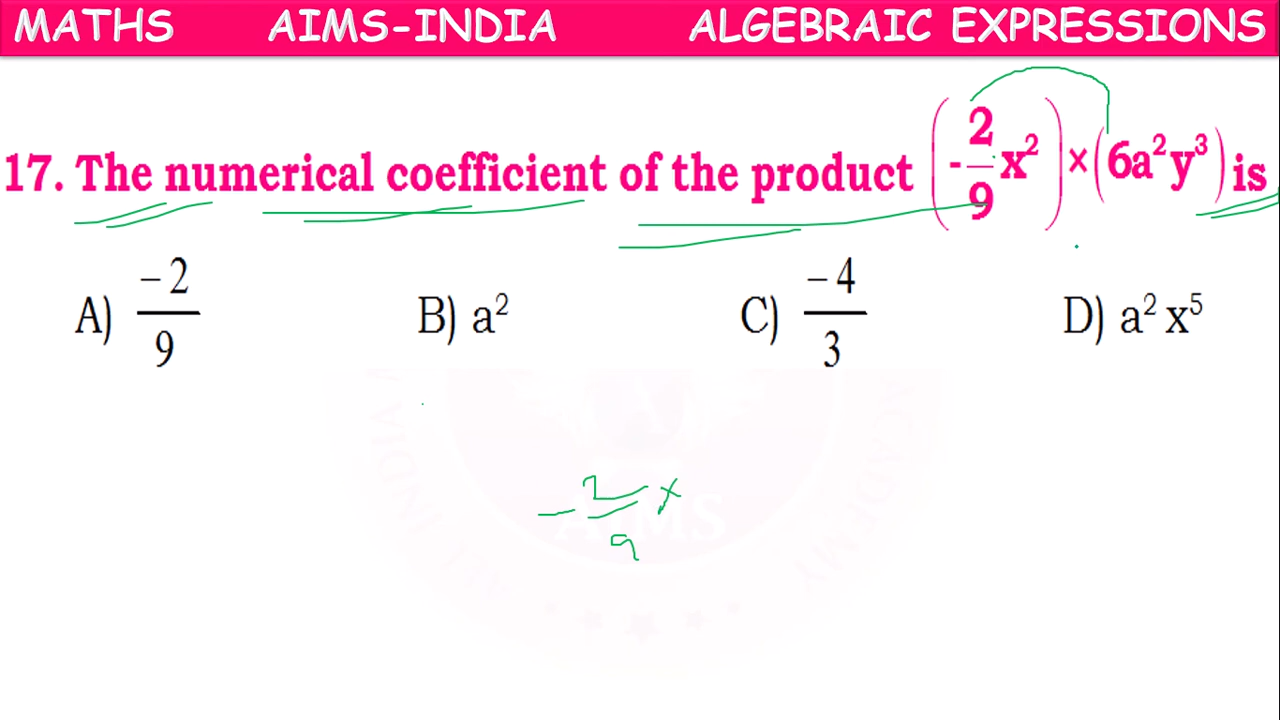 MATHS AIMS-INDIA ALGEBRAIC EXPRESSIONS
17. The numerical coefficient of the product (-2/9 x²) × (6a²y³) is
A) -2/9 B) a² C) -4/3 D) a² x⁵
- 2/9 ×
AIMS